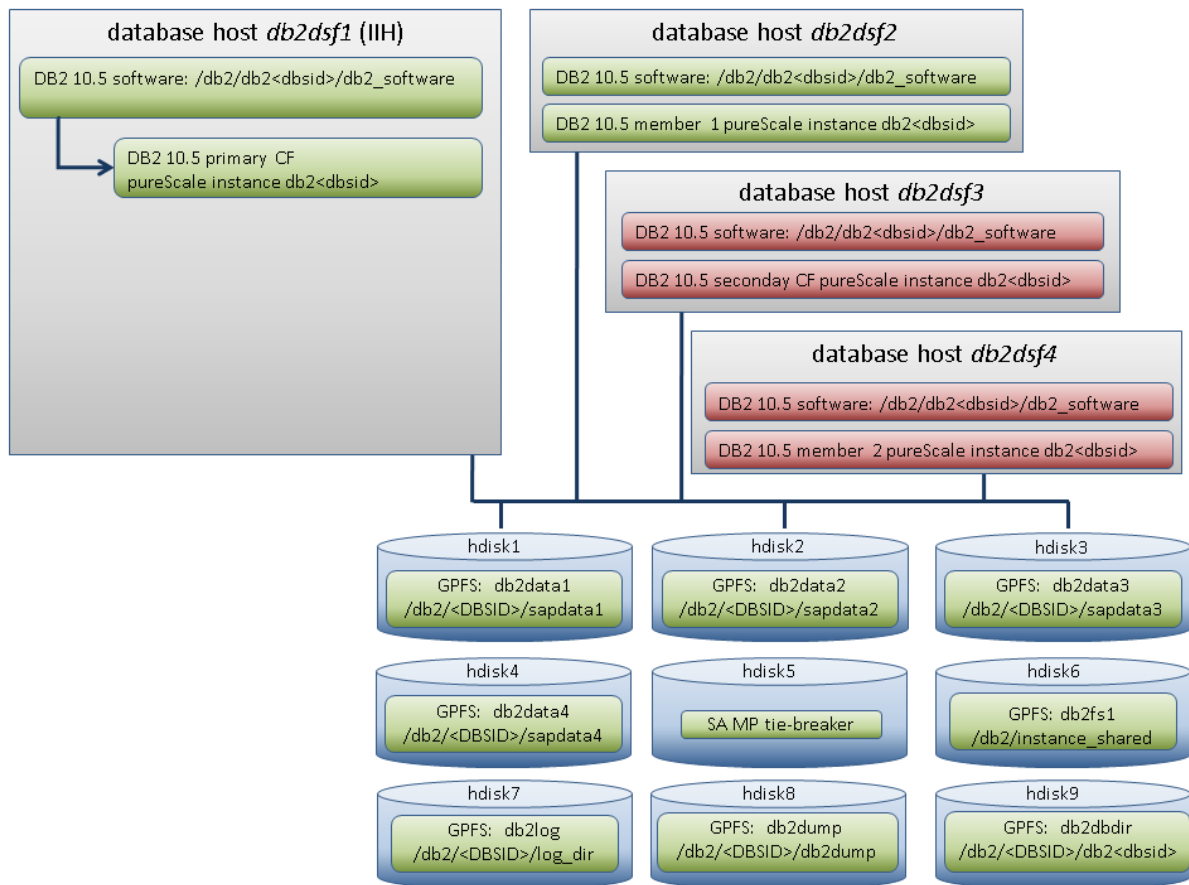 database host db2dsf1 (IIH)
DB2 10.5 software: /db2/db2<dbsid>/db2_software
DB2 10.5 primary CF
pureScale instance db2<dbsid>
database host db2dsf2
DB2 10.5 software: /db2/db2<dbsid>/db2_software
DB2 10.5 member 1 pureScale instance db2<dbsid>
database host db2dsf3
DB2 10.5 software: /db2/db2<dbsid>/db2_software
DB2 10.5 seconday CF pureScale instance db2<dbsid>
database host db2dsf4
DB2 10.5 software: /db2/db2<dbsid>/db2_software
DB2 10.5 member 2 pureScale instance db2<dbsid>
hdisk1
GPFS: db2data1
/db2/<DBSID>/sapdata1
hdisk2
GPFS: db2data2
/db2/<DBSID>/sapdata2
hdisk3
GPFS: db2data3
/db2/<DBSID>/sapdata3
hdisk4
GPFS: db2data4
/db2/<DBSID>/sapdata4
hdisk5
SA MP tie-breaker
hdisk6
GPFS: db2fs1
/db2/instance_shared
hdisk7
GPFS: db2log
/db2/<DBSID>/log_dir
hdisk8
GPFS: db2dump
/db2/<DBSID>/db2dump
hdisk9
GPFS: db2dbdir
/db2/<DBSID>/db2<dbsid>